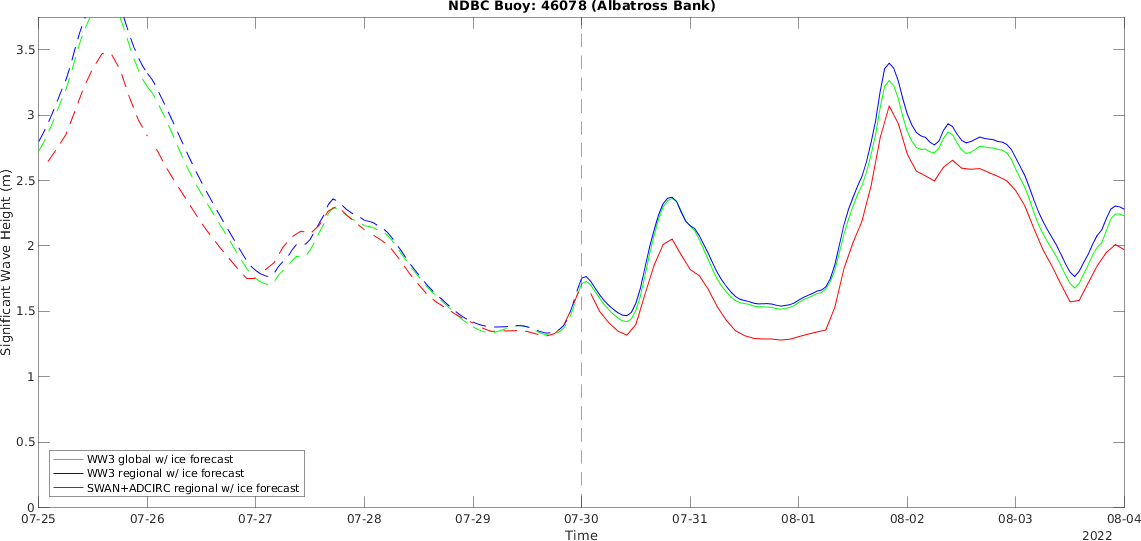 NDBC Buoy: 46078 (Albatross Bank)
Significant Wave Height (m)
3.5
3
2.5
2
1.5
1
0.5
0
WW3 global w/ ice forecast
WW3 regional w/ ice forecast
SWAN+ADCIRC regional w/ ice forecast
07-25 07-26 07-27 07-28 07-29 07-30 07-31 08-01 08-02 08-03 08-04
Time
2022